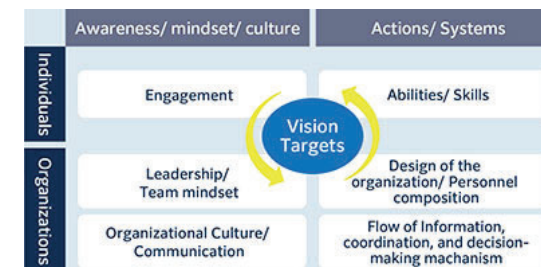 Awareness/ mindset/ culture
Actions/ Systems
Individuals
Engagement
Abilities/ Skills
Vision
Targets
Organizations
Leadership/
Team mindset
Design of the
organization/ Personnel
composition
Organizational Culture/
Communication
Flow of Information,
coordination, and decision-
making machanism